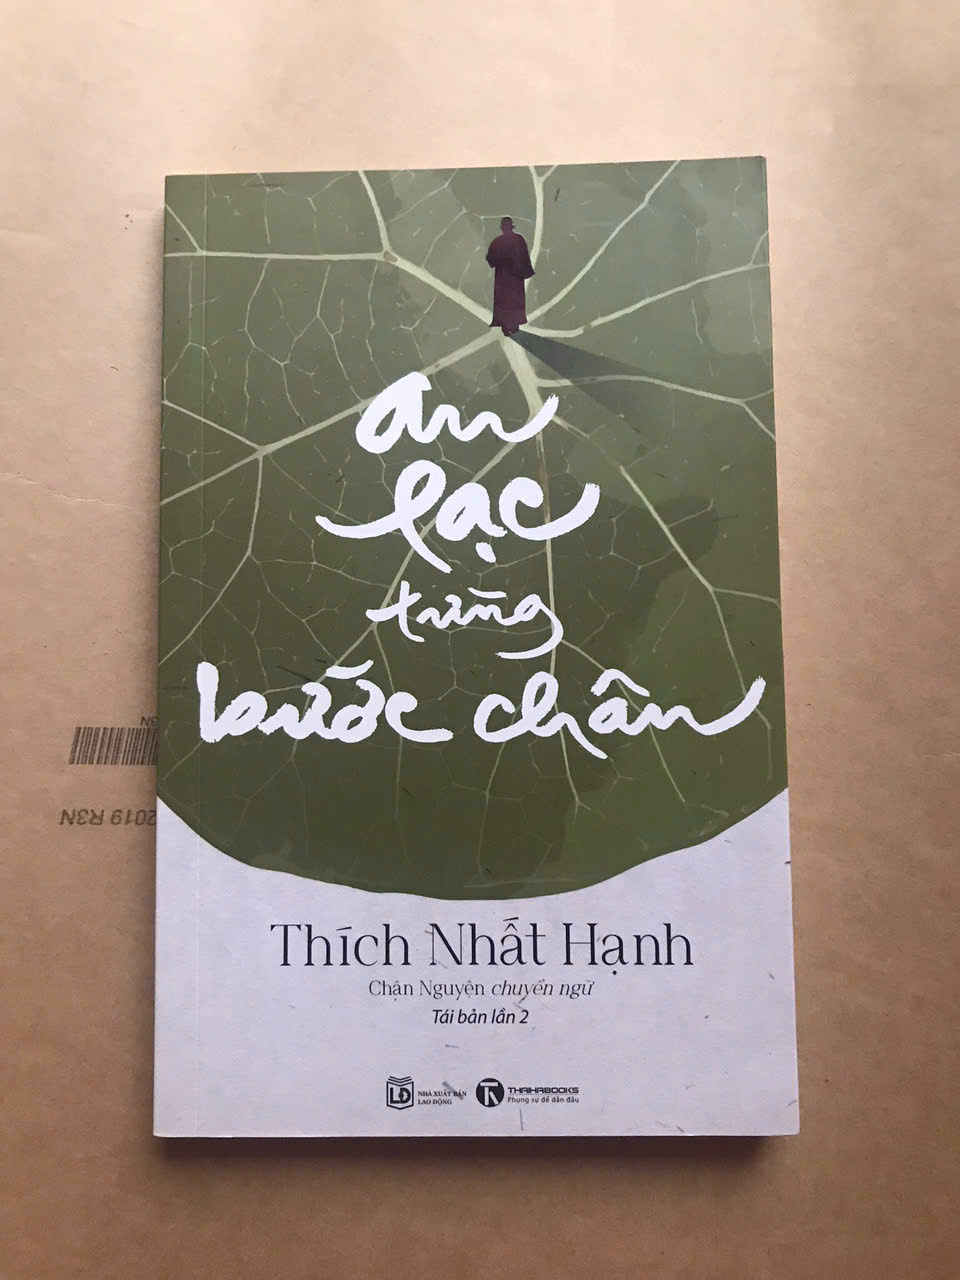 an
lạc
từng
bước chân
Thích Nhất Hạnh
Chân Nguyên chuyển ngữ
Tái bản lần 2
LĐ
NHÀ XUẤT BẢN
LAO ĐỘNG
THAIHABOOKS
Phụng sự để dẫn đầu
2019 R3N